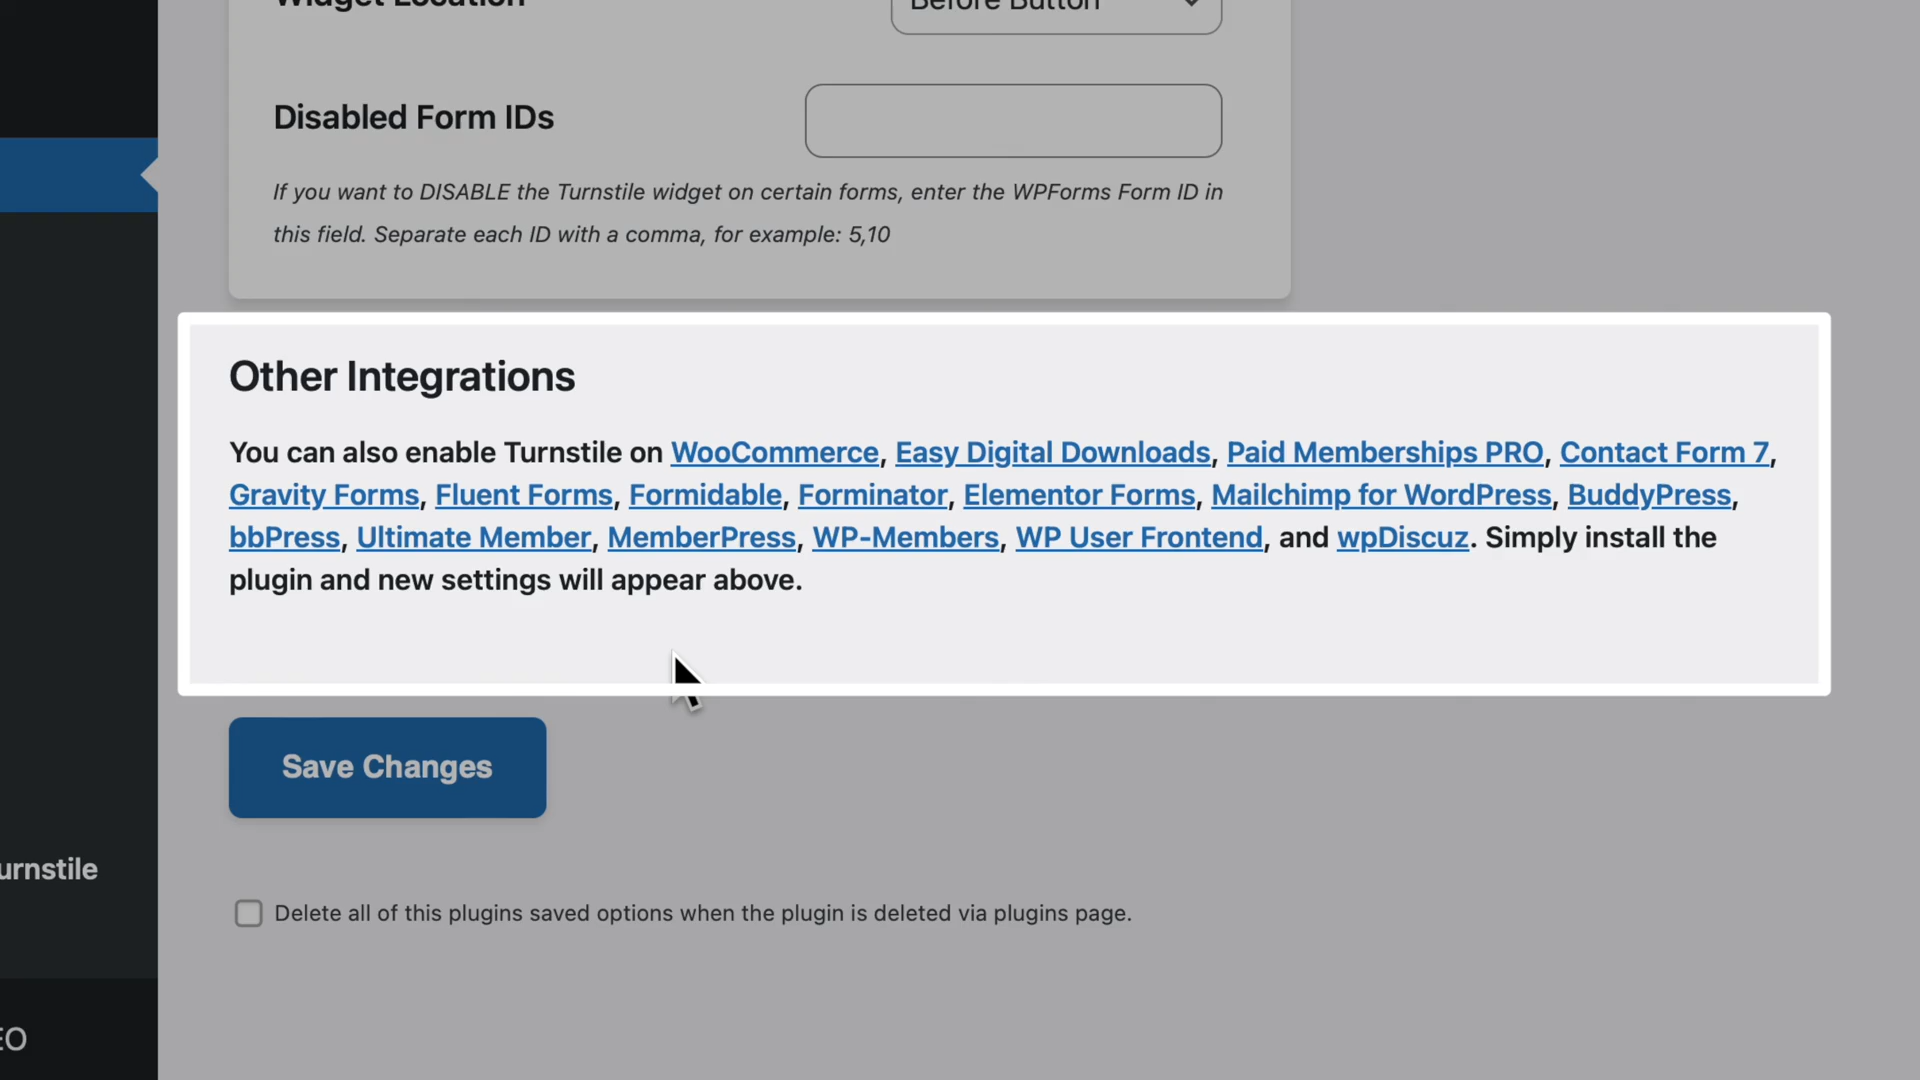 Widget Location
Before Button
Disabled Form IDs
If you want to DISABLE the Turnstile widget on certain forms, enter the WPForms Form ID in
this field. Separate each ID with a comma, for example: 5,10
Other Integrations
You can also enable Turnstile on WooCommerce, Easy Digital Downloads, Paid Memberships PRO, Contact Form 7,
Gravity Forms, Fluent Forms, Formidable, Forminator, Elementor Forms, Mailchimp for WordPress, BuddyPress,
bbPress, Ultimate Member, MemberPress, WP-Members, WP User Frontend, and wpDiscuz. Simply install the
plugin and new settings will appear above.
Save Changes
urnstile
Delete all of this plugins saved options when the plugin is deleted via plugins page.
EO